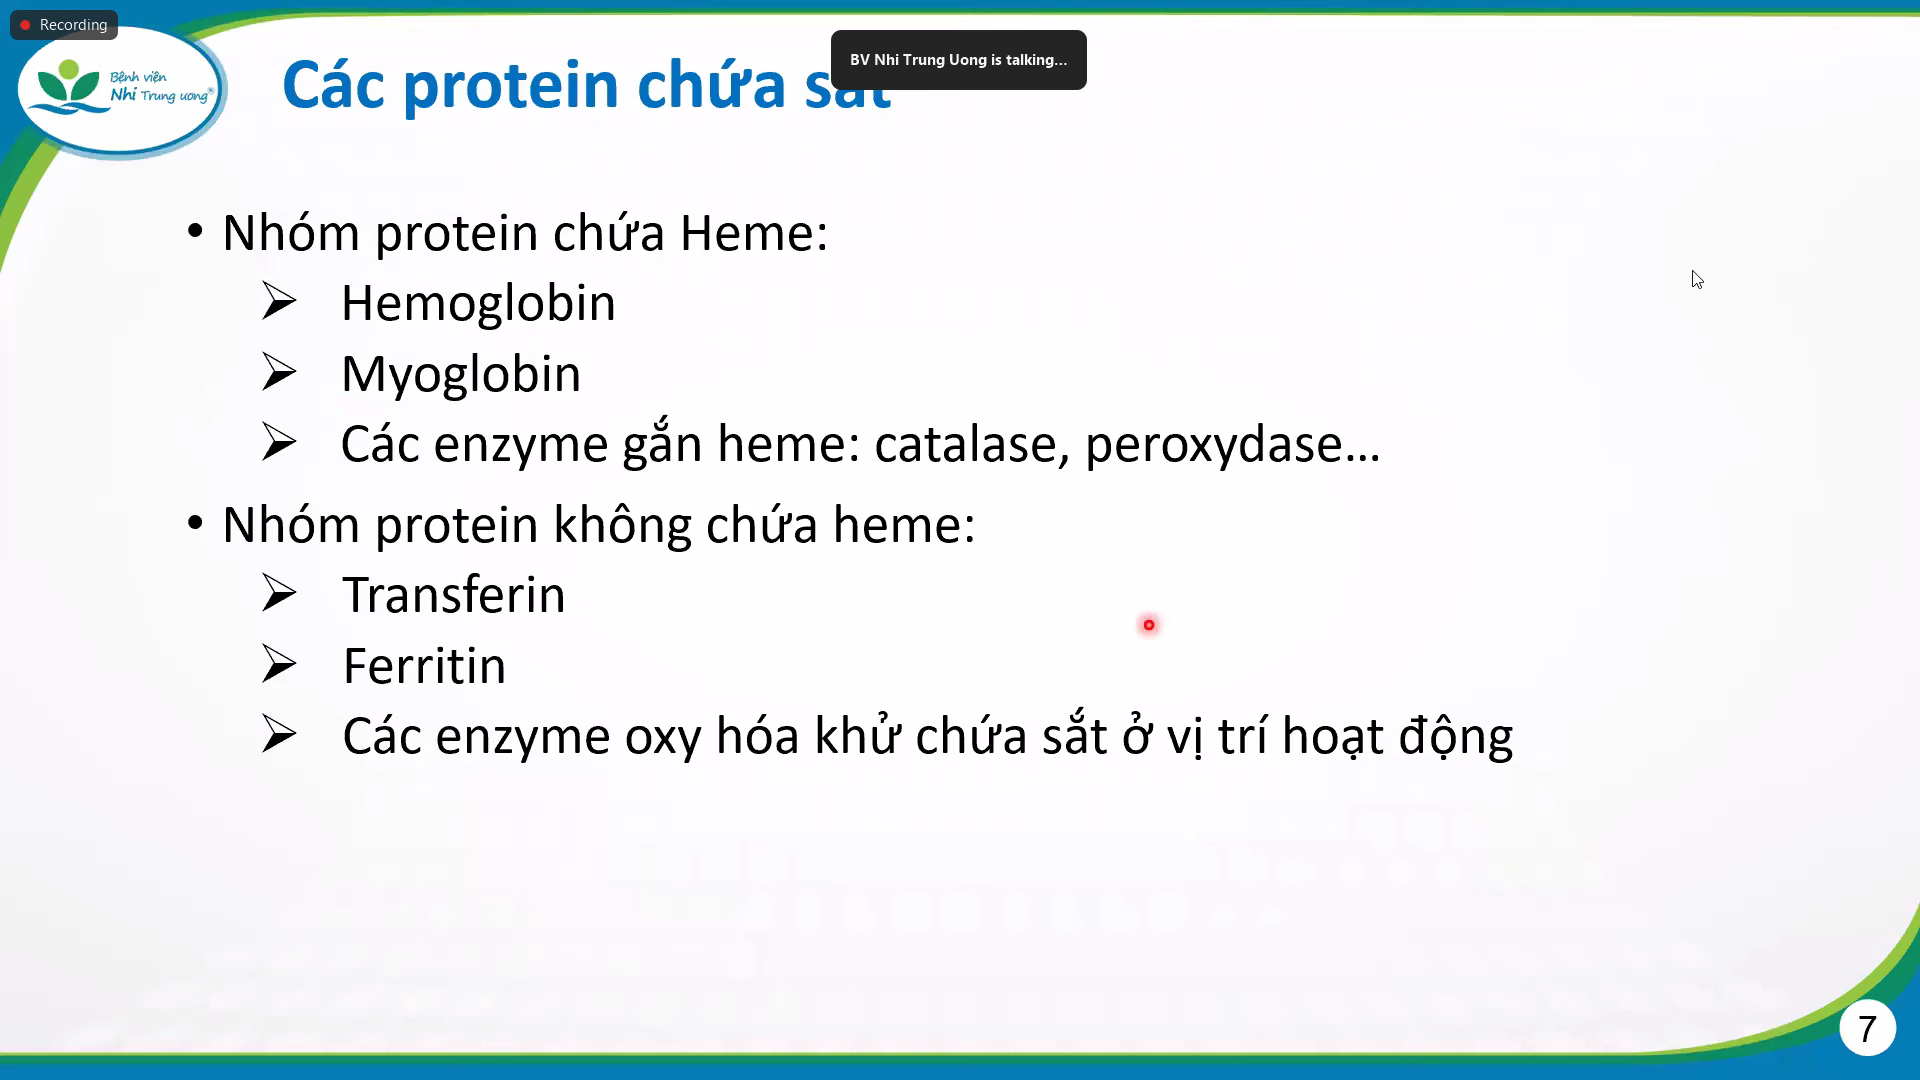 Recording
BV Nhi Trung Uong is talking...
Bệnh viện
Nhi Trung ương
Các protein chứa sắt
• Nhóm protein chứa Heme:
➢ Hemoglobin
➢ Myoglobin
➢ Các enzyme gắn heme: catalase, peroxydase...
• Nhóm protein không chứa heme:
➢ Transferin
➢ Ferritin
➢ Các enzyme oxy hóa khử chứa sắt ở vị trí hoạt động
7